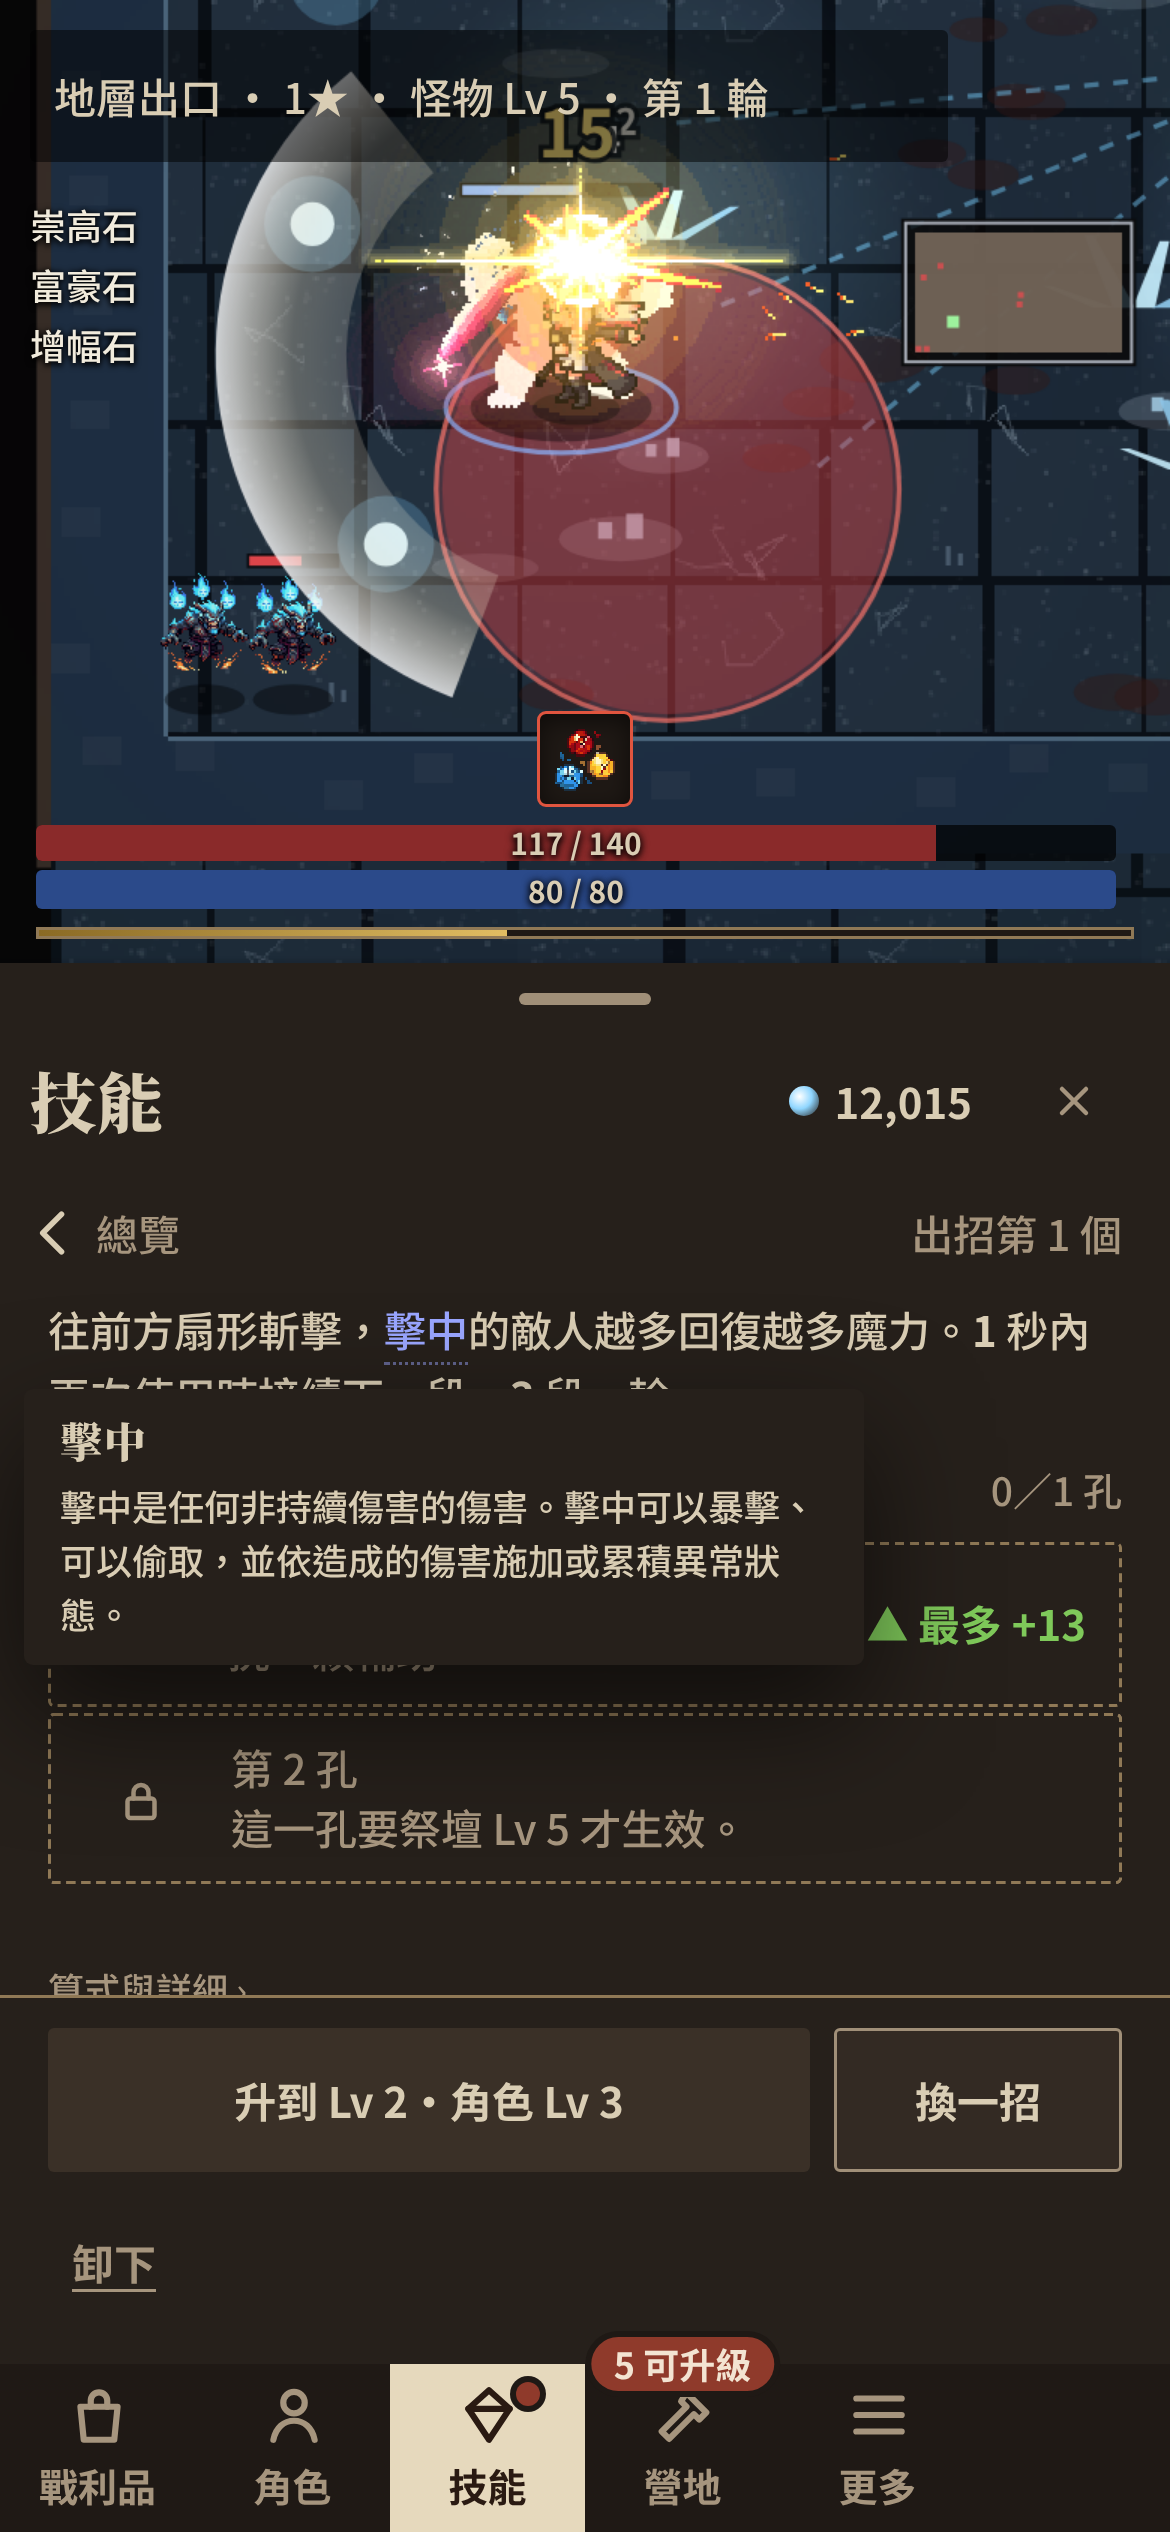 地層出口 · 1★ · 怪物 Lv 5 · 第 1 輪
15
2
崇高石
富豪石
增幅石
117 / 140
80 / 80
技能
12,015
總覽
出招第 1 個
往前方扇形斬擊，擊中的敵人越多回復越多魔力。1 秒內
擊中
擊中是任何非持續傷害的傷害。擊中可以暴擊、
可以偷取，並依造成的傷害施加或累積異常狀
態。
0／1 孔
▲ 最多 +13
第 2 孔
這一孔要祭壇 Lv 5 才生效。
算式與詳細 ›
升到 Lv 2 · 角色 Lv 3
換一招
卸下
5 可升級
戰利品
角色
技能
營地
更多